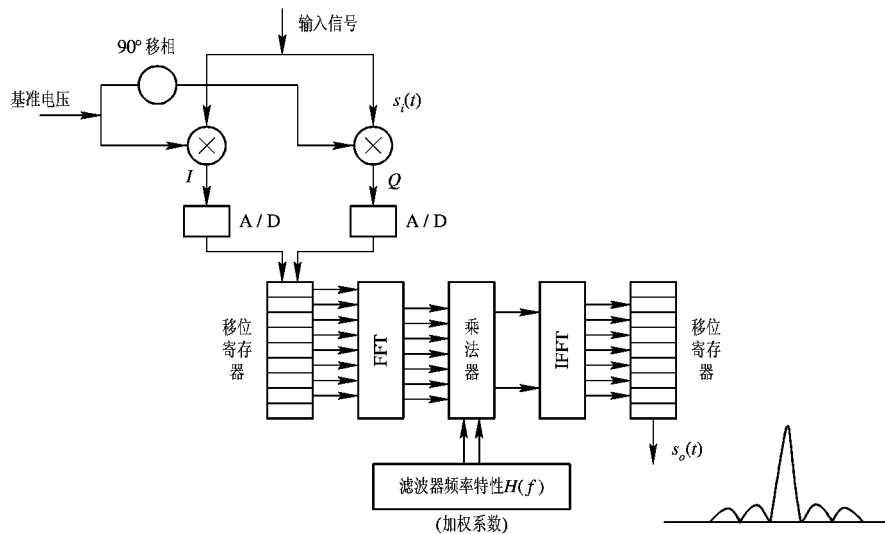 输入信号
90°移相
基准电压
s_i(t)
I
Q
A / D
A / D
移位
寄存
器
FFT
乘
法
器
IFFT
移位
寄存
器
s_o(t)
滤波器频率特性H(f)
(加权系数)